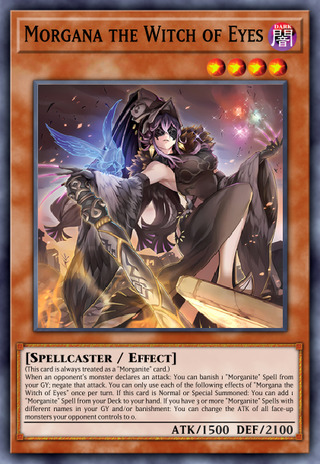 Morgana the Witch of Eyes
DARK
闇
[Spellcaster / Effect]
(This card is always treated as a "Morganite" card.)
When an opponent's monster declares an attack: You can banish 1 "Morganite" Spell from
your GY; negate that attack. You can only use each of the following effects of "Morgana the
Witch of Eyes" once per turn. If this card is Normal or Special Summoned: You can add 1
"Morganite" Spell from your Deck to your hand. If you have 3 or more "Morganite" Spells with
different names in your GY and/or banishment: You can change the ATK of all face-up
monsters your opponent controls to 0.
ATK/1500 DEF/2100